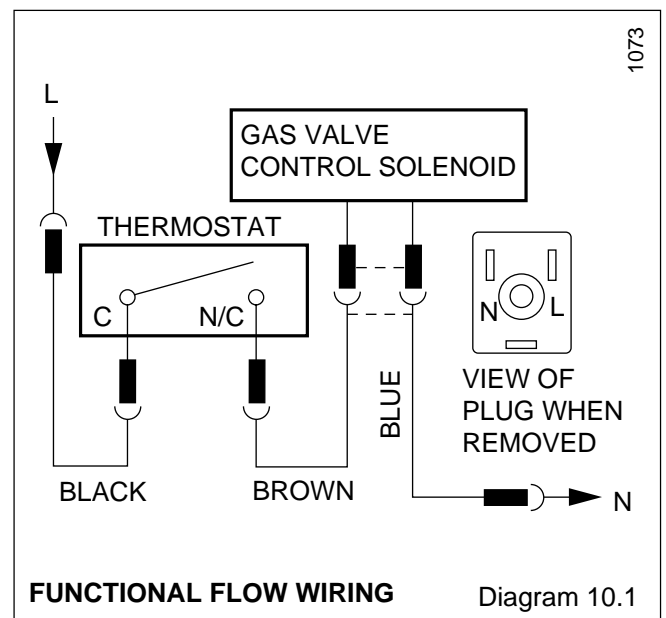 1073
L
GAS VALVE
CONTROL SOLENOID
THERMOSTAT
C
N/C
N
L
VIEW OF
PLUG WHEN
REMOVED
BLUE
BLACK
BROWN
N
FUNCTIONAL FLOW WIRING
Diagram 10.1